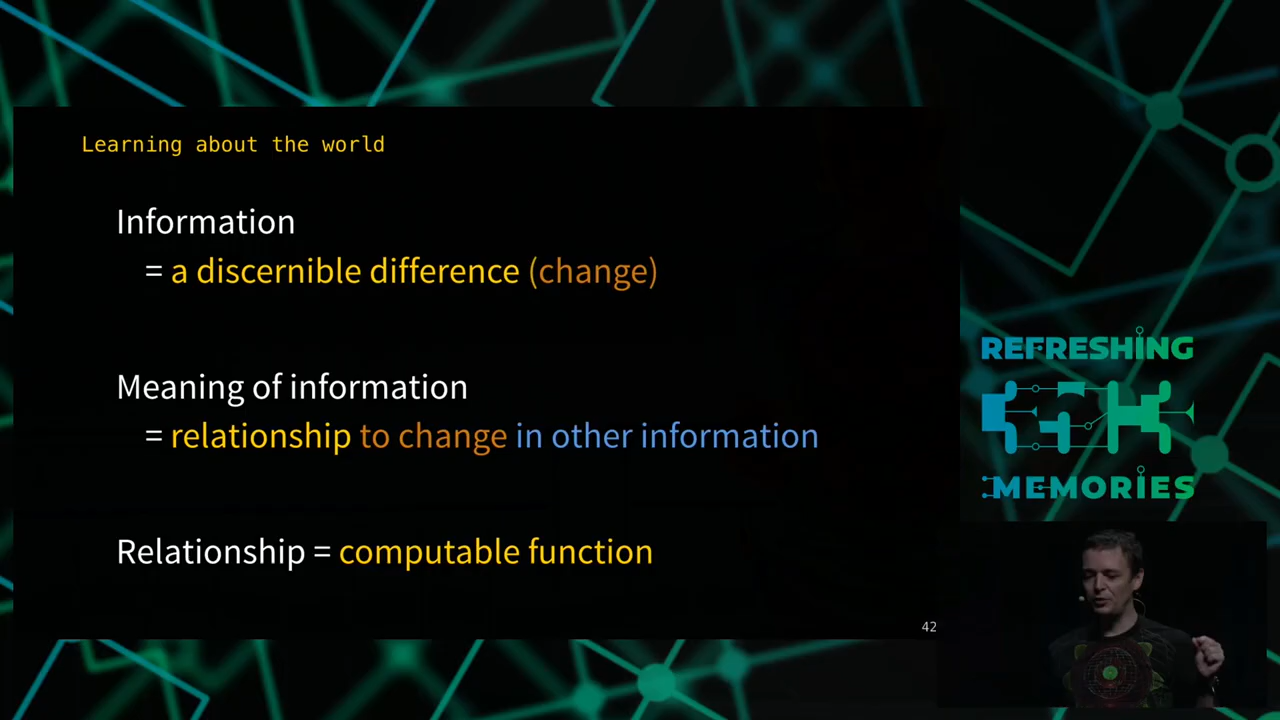 Learning about the world
Information
= a discernible difference (change)
Meaning of information
= relationship to change in other information
Relationship = computable function
42
REFRESHING
35C3
MEMORIES